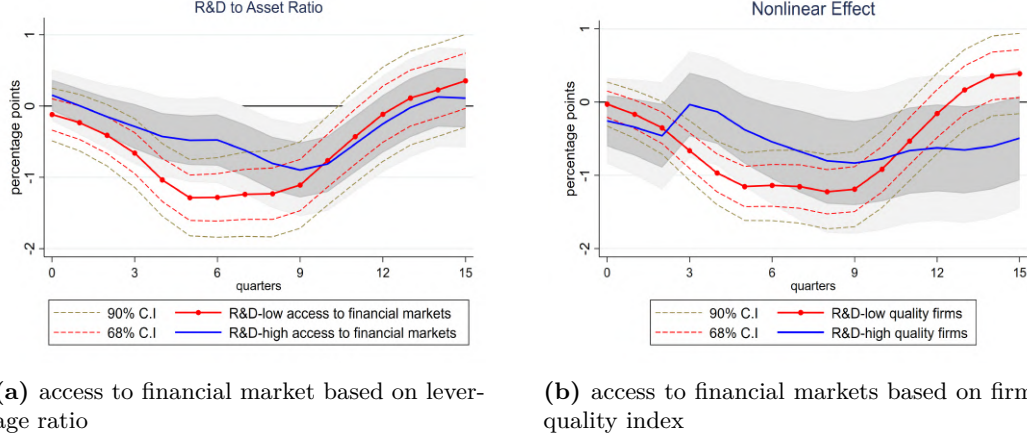 R&D to Asset Ratio
percentage points
1
0
-1
-2
0 3 6 9 12 15
quarters
90% C.I R&D-low access to financial markets
68% C.I R&D-high access to financial markets
Nonlinear Effect
percentage points
1
0
-1
-2
0 3 6 9 12 15
quarters
90% C.I R&D-low quality firms
68% C.I R&D-high quality firms
(a) access to financial market based on lever-
age ratio
(b) access to financial markets based on firm
quality index